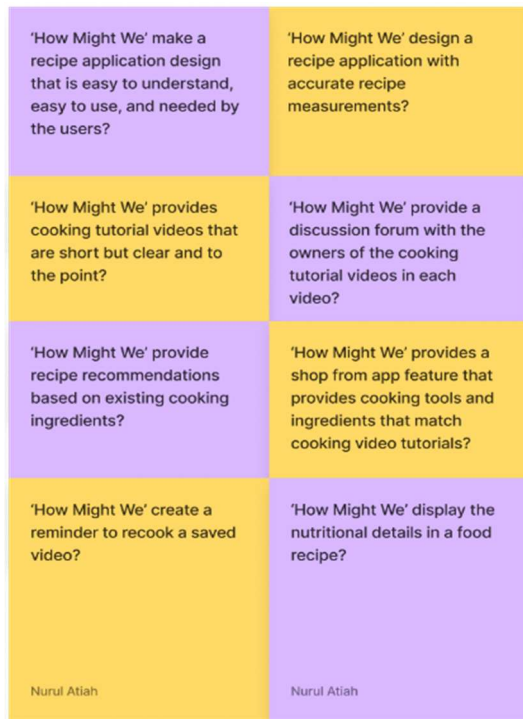 'How Might We' make a
recipe application design
that is easy to understand,
easy to use, and needed by
the users?
'How Might We' design a
recipe application with
accurate recipe
measurements?
'How Might We' provides
cooking tutorial videos that
are short but clear and to
the point?
'How Might We' provide a
discussion forum with the
owners of the cooking
tutorial videos in each
video?
'How Might We' provide
recipe recommendations
based on existing cooking
ingredients?
'How Might We' provides a
shop from app feature that
provides cooking tools and
ingredients that match
cooking video tutorials?
'How Might We' create a
reminder to recook a saved
video?
Nurul Atiah
'How Might We' display the
nutritional details in a food
recipe?
Nurul Atiah